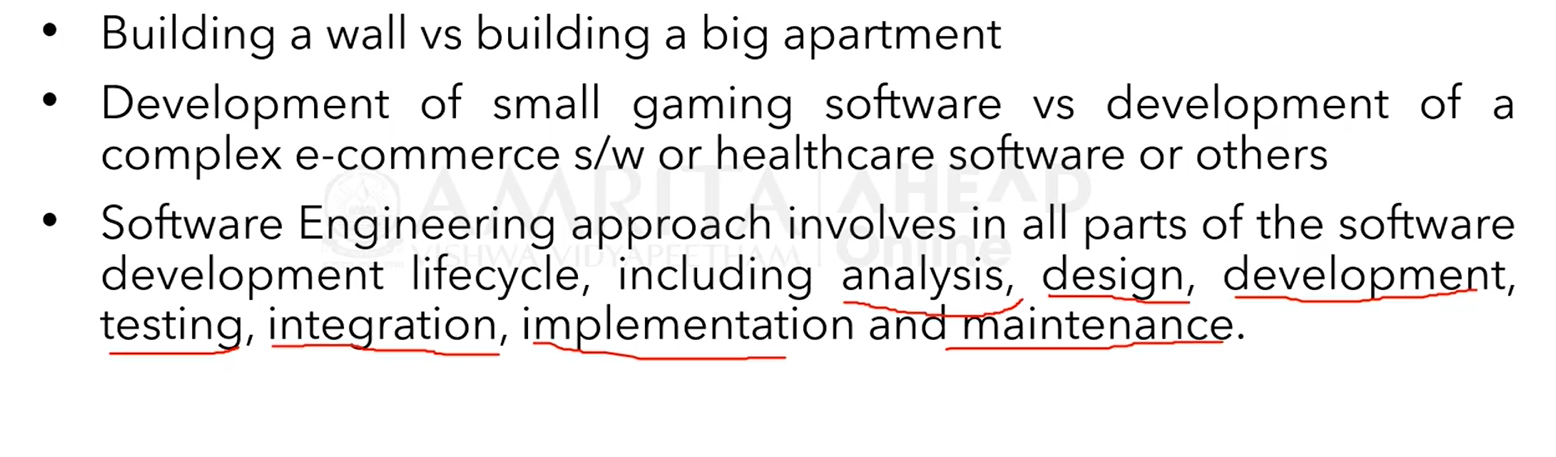 • Building a wall vs building a big apartment
• Development of small gaming software vs development of a
complex e-commerce s/w or healthcare software or others
• Software Engineering approach involves in all parts of the software
development lifecycle, including analysis, design, development,
testing, integration, implementation and maintenance.
AMRITA AHEAD
VISHWA VIDYAPEETHAM Online